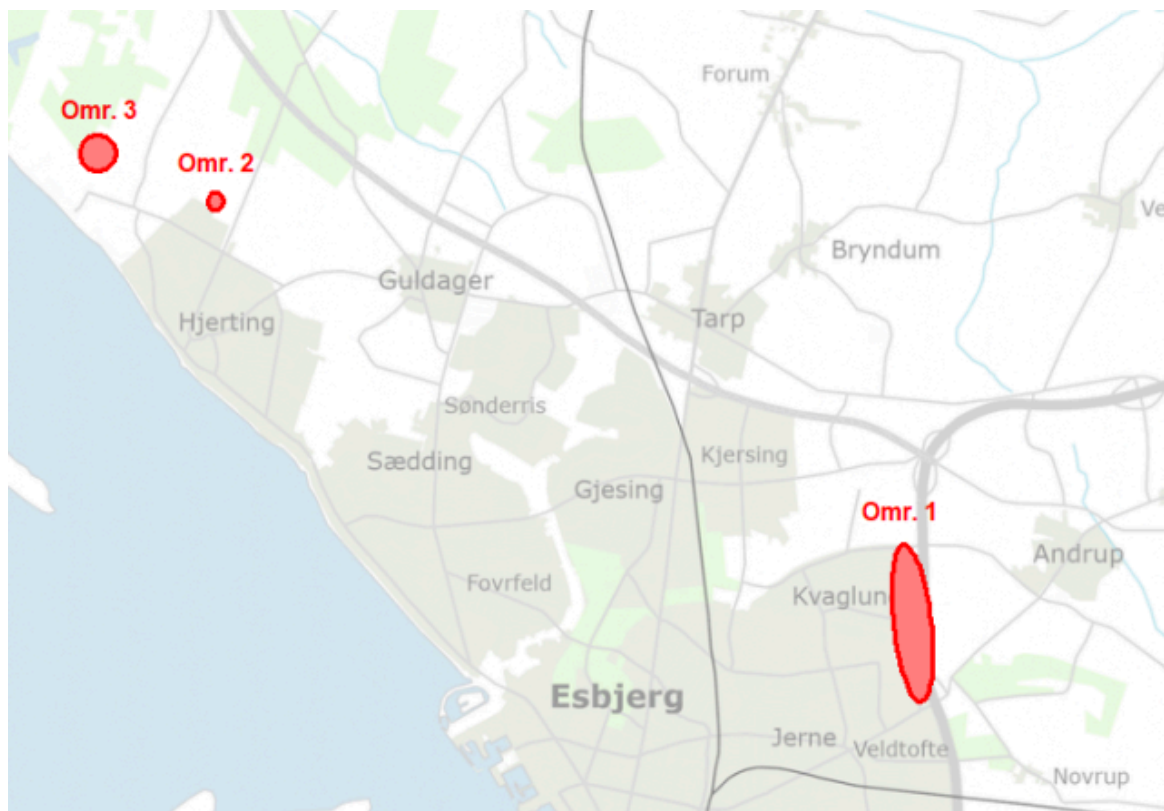 Forum
Omr. 3
Omr. 2
Ve
Bryndum
Guldager
Tarp
Hjerting
Sønderris
Kjersing
Sædding
Gjesing
Omr. 1
Andrup
Fovrfeld
Kvaglun
Esbjerg
Jerne
Veldtofte
Novrup